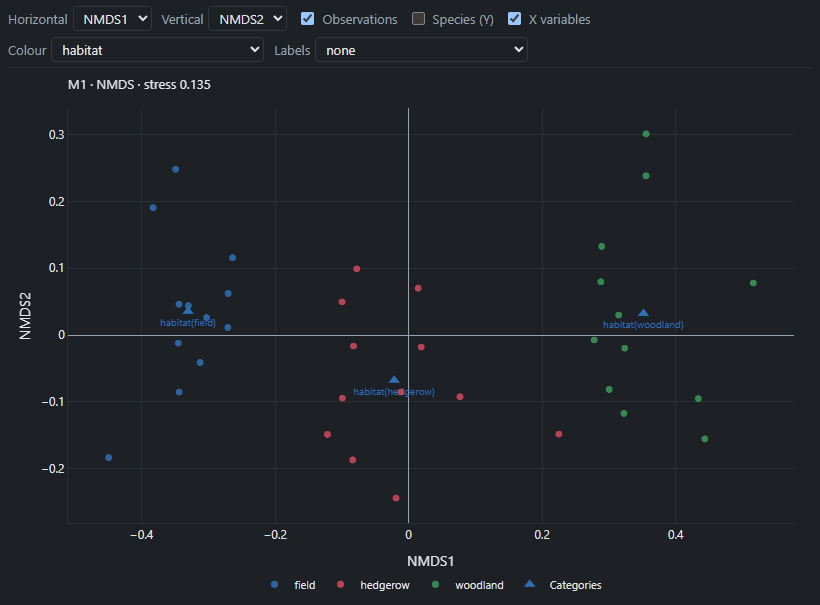 Horizontal NMDS1 Vertical NMDS2 Observations Species (Y) X variables
Colour habitat Labels none
M1 · NMDS · stress 0.135
0.3
0.2
0.1
0
−0.1
−0.2
NMDS2
habitat(field)
habitat(woodland)
habitat(hedgerow)
−0.4 −0.2 0 0.2 0.4
NMDS1
field hedgerow woodland Categories